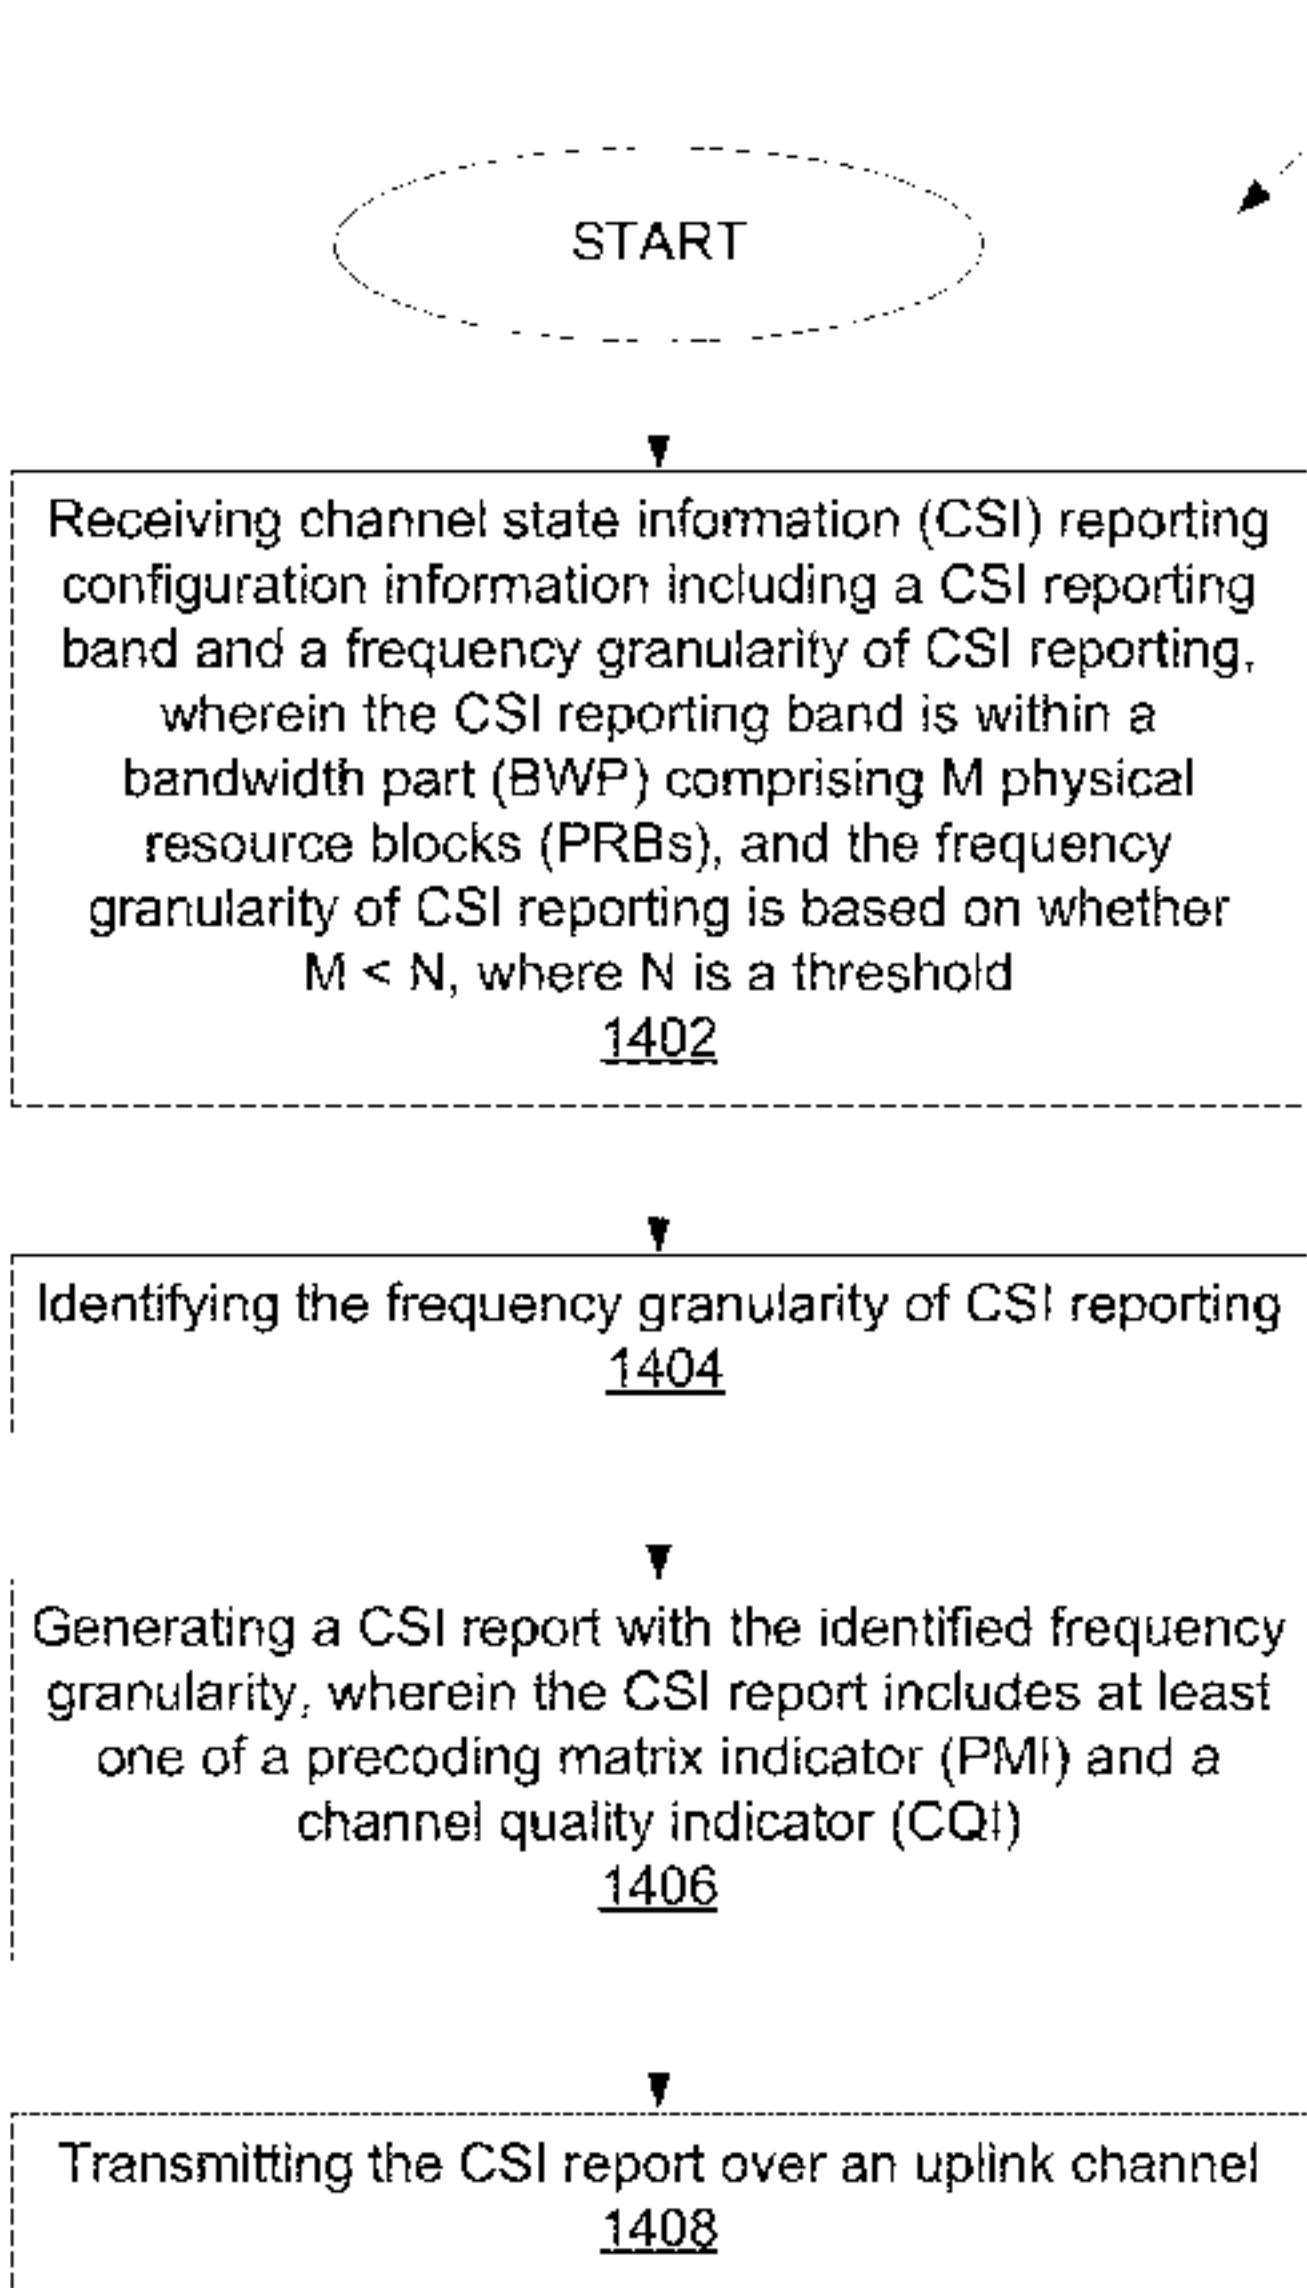 START
Receiving channel state information (CSI) reporting
configuration information including a CSI reporting
band and a frequency granularity of CSI reporting,
wherein the CSI reporting band is within a
bandwidth part (BWP) comprising M physical
resource blocks (PRBs), and the frequency
granularity of CSI reporting is based on whether
M < N, where N is a threshold
1402
Identifying the frequency granularity of CSI reporting
1404
Generating a CSI report with the identified frequency
granularity, wherein the CSI report includes at least
one of a precoding matrix indicator (PMI) and a
channel quality indicator (CQI)
1406
Transmitting the CSI report over an uplink channel
1408